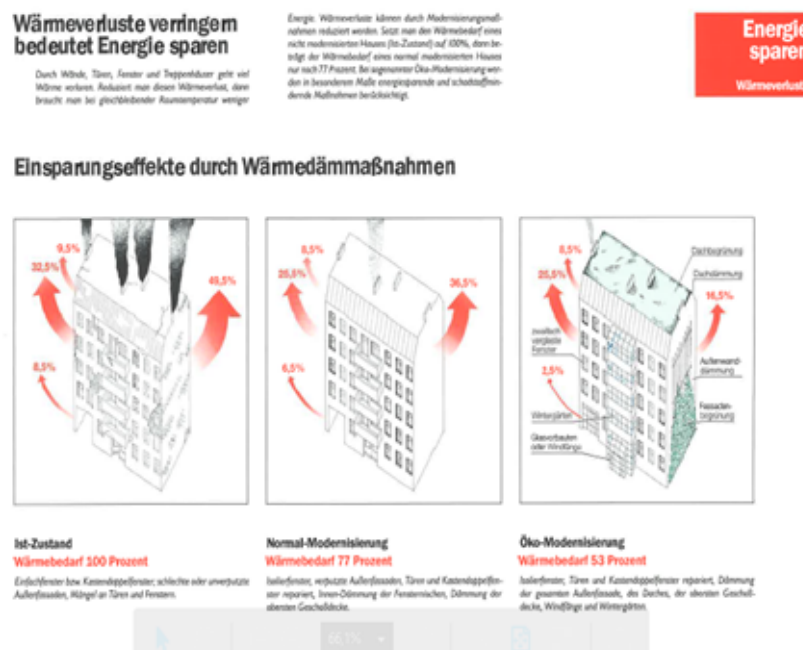 Wärmeverluste verringern
bedeutet Energie sparen
Durch Wände, Türen, Fenster und Treppenhäuser geht viel
Wärme verloren. Reduziert man diesen Wärmeverlust, dann
braucht man bei gleichbleibender Raumtemperatur weniger
Energie. Wärmeverluste können durch Modernisierungsmaß-
nahmen reduziert werden. Setzt man den Wärmebedarf eines
nicht modernisierten Hauses (Ist-Zustand) auf 100%, dann be-
trägt der Wärmebedarf eines normal modernisierten Hauses
nur noch 77 Prozent. Bei sogenannter Öko-Modernisierung wer-
den in besonderem Maße energiesparende und schadstoffmin-
dernde Maßnahmen berücksichtigt.
Energie
sparen
Wärmeverlust
Einsparungseffekte durch Wärmedämmaßnahmen
9,5%
32,5%
49,5%
8,5%
8,5%
25,5%
36,5%
6,5%
8,5%
25,5%
16,5%
2,5%
Dachbegrünung
Dachdämmung
zweifach
verglaste
Fenster
Außenwand-
dämmung
Fassaden-
begrünung
Wintergärten
Glasvorbauten
oder Windfänge
Ist-Zustand
Wärmebedarf 100 Prozent
Einfachfenster bzw. Kastendoppelfenster, schlechte oder unverputzte
Außenfassaden, Mängel an Türen und Fenstern.
Normal-Modernisierung
Wärmebedarf 77 Prozent
Isolierfenster, verputzte Außenfassaden, Türen und Kastendoppelfen-
ster repariert, Innen-Dämmung der Fensternischen, Dämmung der
obersten Geschoßdecke.
Öko-Modernisierung
Wärmebedarf 53 Prozent
Isolierfenster, Türen und Kastendoppelfenster repariert, Dämmung
der gesamten Außenfassade, des Daches, der obersten Geschoß-
decke, Windfänge und Wintergärten.
66,1%